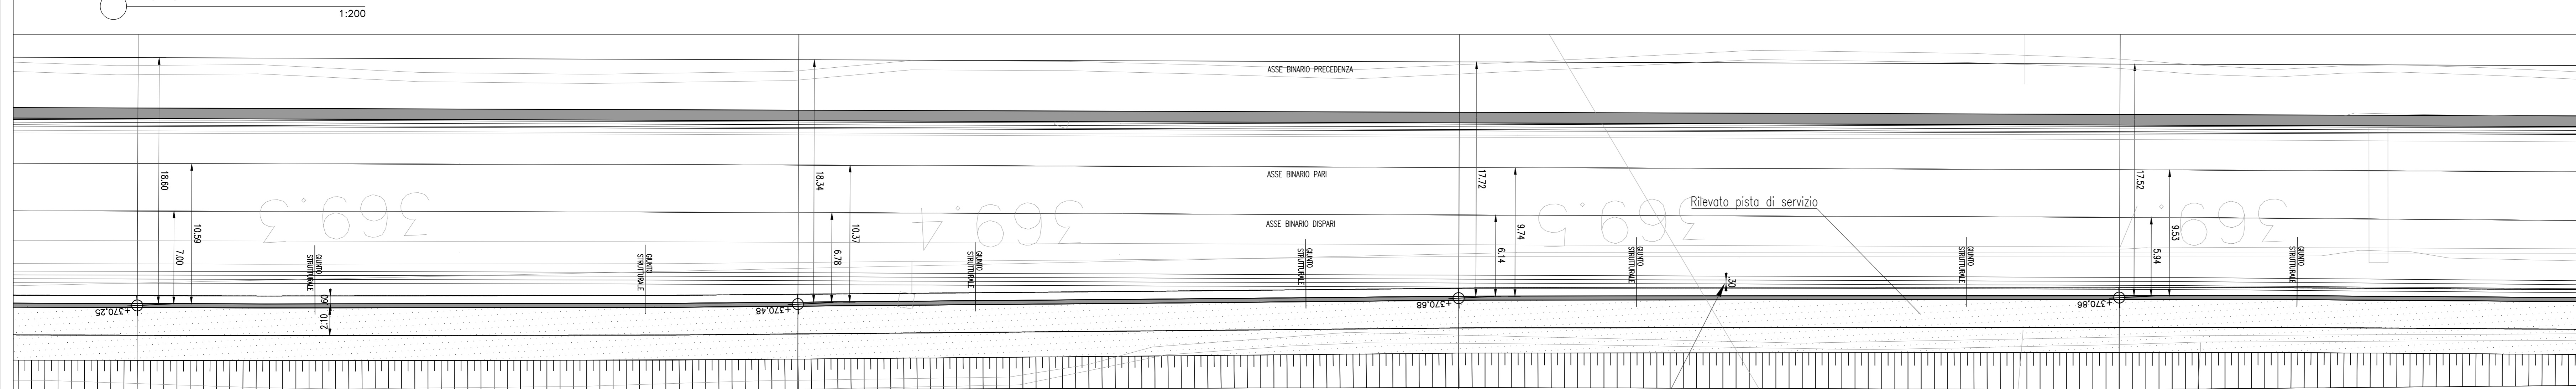 1:200
ASSE BINARIO PRECEDENZA
18.60
18.34
17.72
17.52
ASSE BINARIO PARI
10.59
10.37
9.74
9.53
Rilevato pista di servizio
369.3
369.4
369.5
ASSE BINARIO DISPARI
7.00
6.78
6.14
5.94
GIUNTO
STRUTTURALE
GIUNTO
STRUTTURALE
GIUNTO
STRUTTURALE
GIUNTO
STRUTTURALE
GIUNTO
STRUTTURALE
GIUNTO
STRUTTURALE
GIUNTO
STRUTTURALE
.60
.30
2.10
+370.25
+370.48
+370.68
+370.86